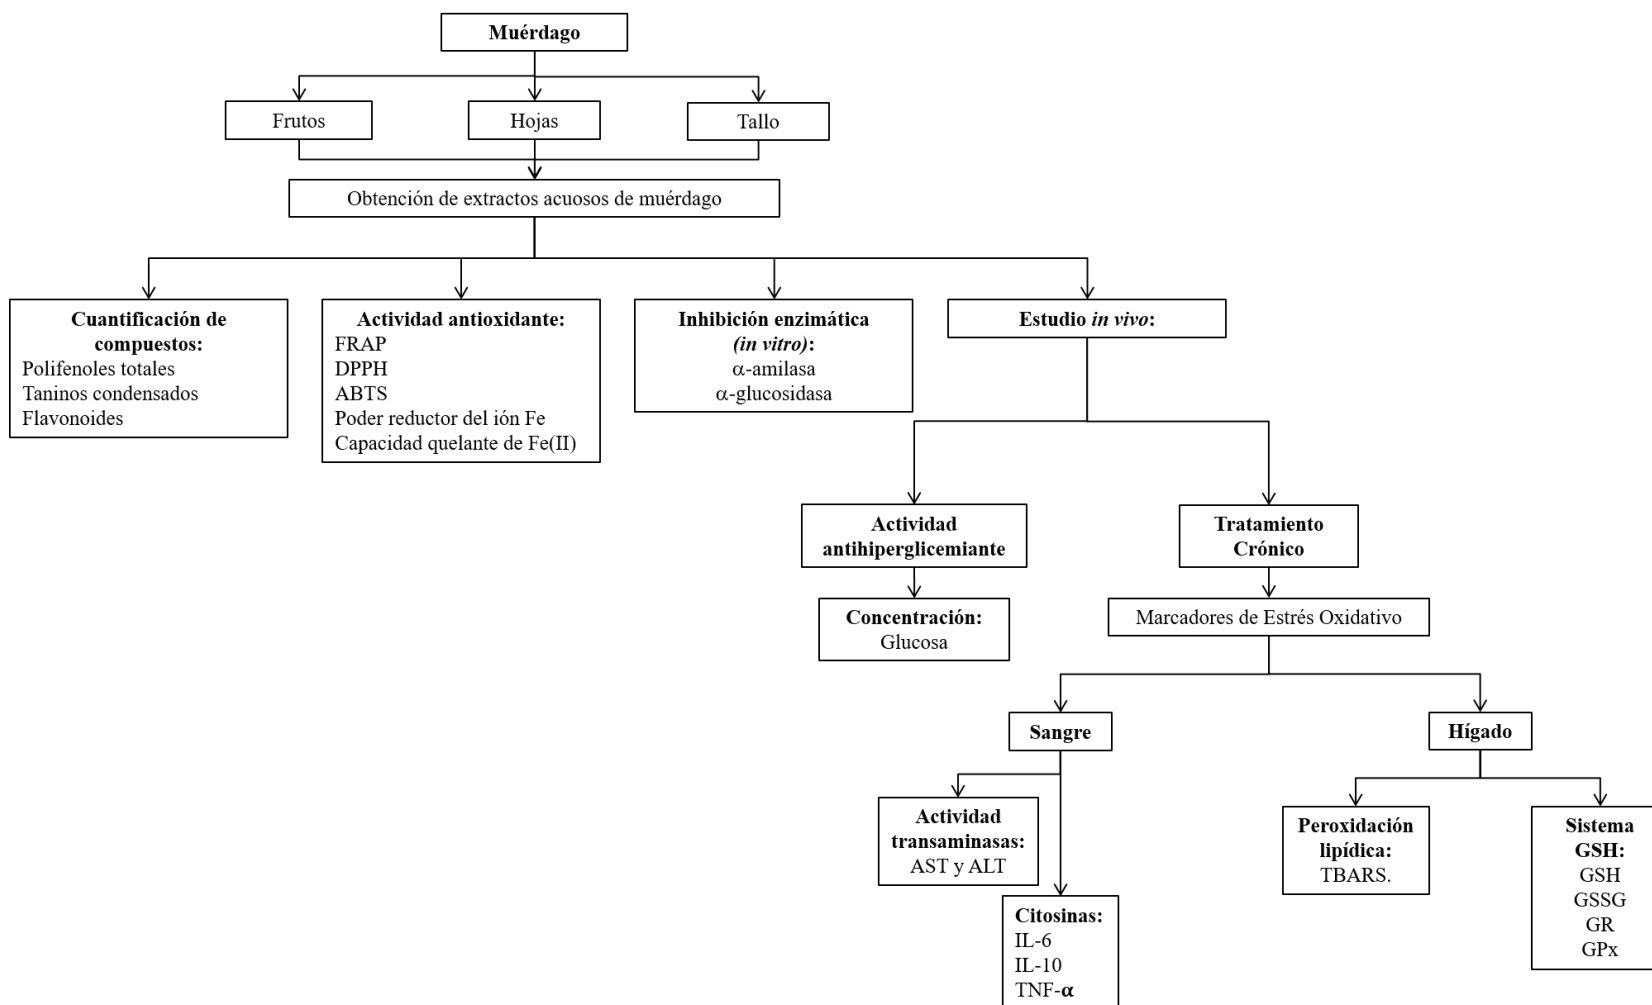 Muérdago
Frutos
Hojas
Tallo
Obtención de extractos acuosos de muérdago
Cuantificación de
compuestos:
Polifenoles totales
Taninos condensados
Flavonoides
Actividad antioxidante:
FRAP
DPPH
ABTS
Poder reductor del ión Fe
Capacidad quelante de Fe(II)
Inhibición enzimática
(in vitro):
α-amilasa
α-glucosidasa
Estudio in vivo:
Actividad
antihiperglicemiante
Concentración:
Glucosa
Tratamiento
Crónico
Marcadores de Estrés Oxidativo
Sangre
Actividad
transaminasas:
AST y ALT
Citosinas:
IL-6
IL-10
TNF-α
Hígado
Peroxidación
lipídica:
TBARS.
Sistema
GSH:
GSH
GSSG
GR
GPx